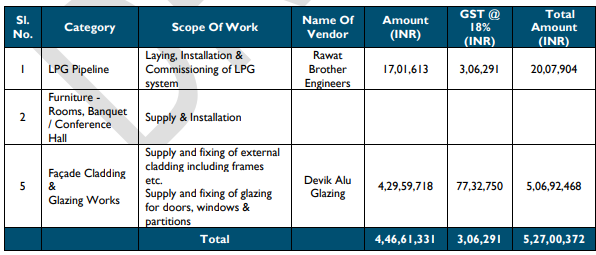 Sl. No. Category Scope Of Work Name Of Vendor Amount (INR) GST @ 18% (INR) Total Amount (INR)
1 LPG Pipeline Laying, Installation & Commissioning of LPG system Rawat Brother Engineers 17,01,613 3,06,291 20,07,904
2 Furniture - Rooms, Banquet / Conference Hall Supply & Installation
5 Façade Cladding & Glazing Works Supply and fixing of external cladding including frames etc. Supply and fixing of glazing for doors, windows & partitions Devik Alu Glazing 4,29,59,718 77,32,750 5,06,92,468
Total 4,46,61,331 3,06,291 5,27,00,372